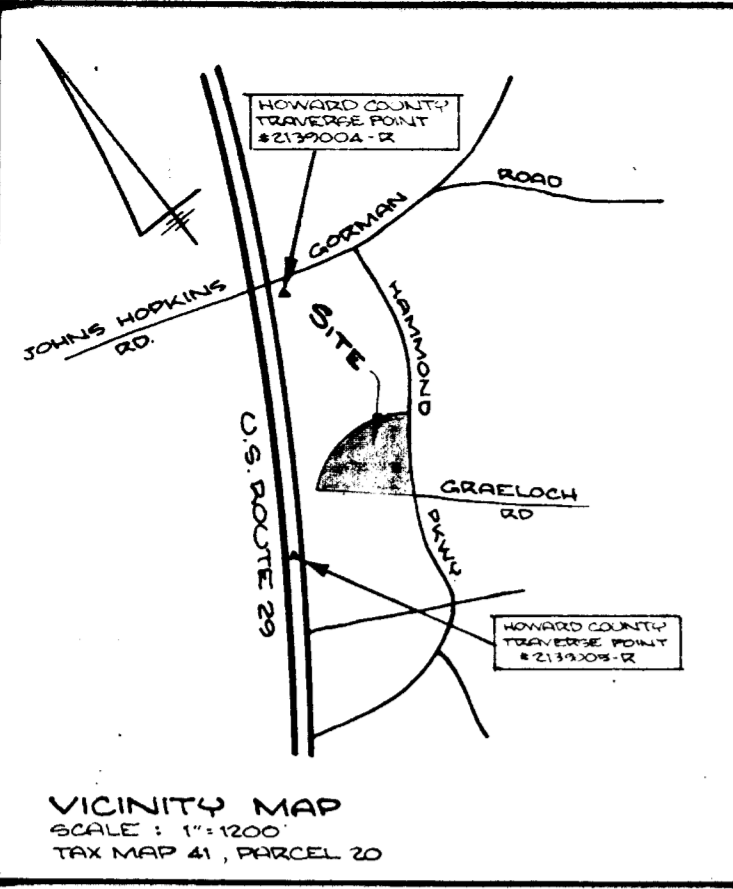 HOWARD COUNTY
TRAVERSE POINT
#2139004-R
ROAD
GORMAN
JOHNS HOPKINS
RD.
SITE
HAMMOND
U.S. ROUTE 29
GRAELOCH
RD
PKWY
HOWARD COUNTY
TRAVERSE POINT
VICINITY MAP
SCALE : 1"=1200'
TAX MAP 41, PARCEL 20